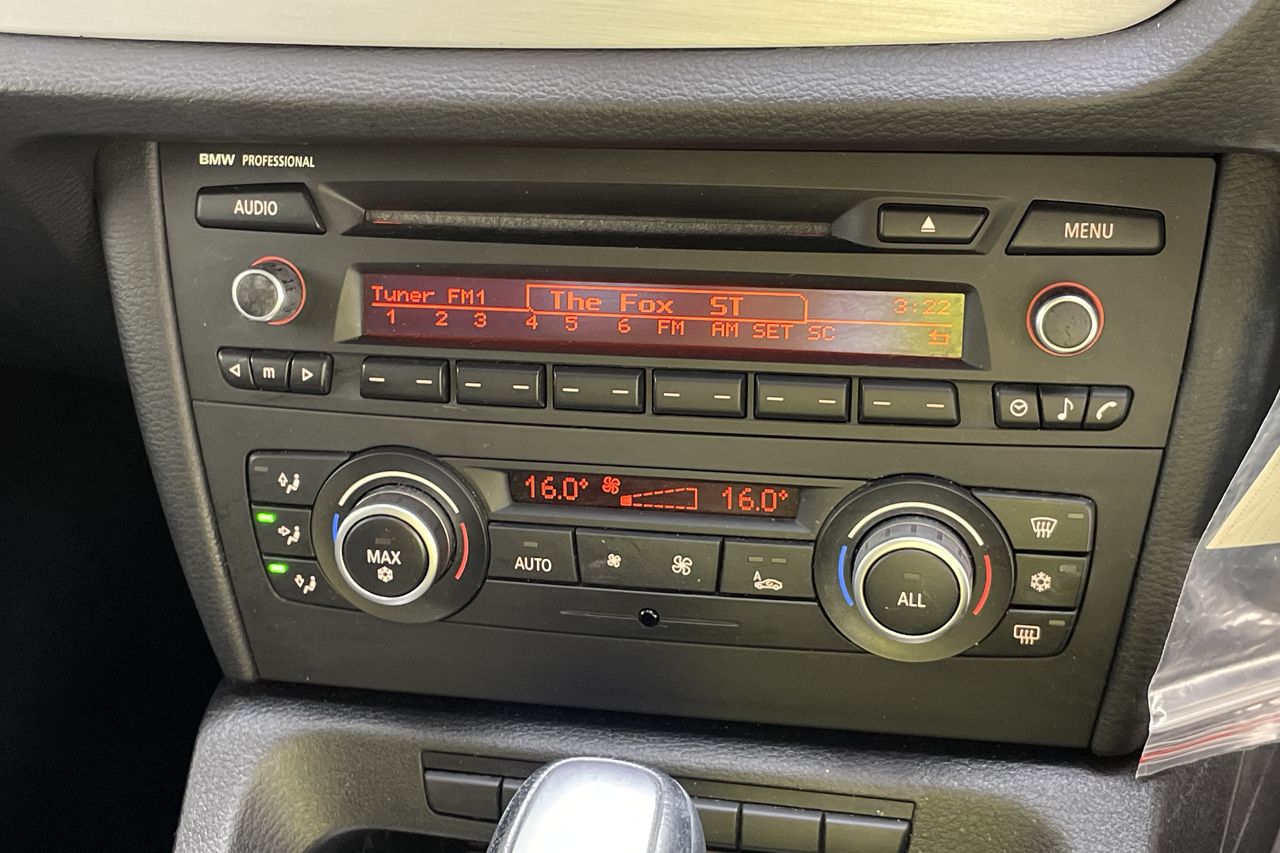 BMW PROFESSIONAL
AUDIO
MENU
Tuner FM1 The Fox ST 3:22
1 2 3 4 5 6 FM AM SET SC
m
16.0° 16.0°
MAX
AUTO
A
ALL